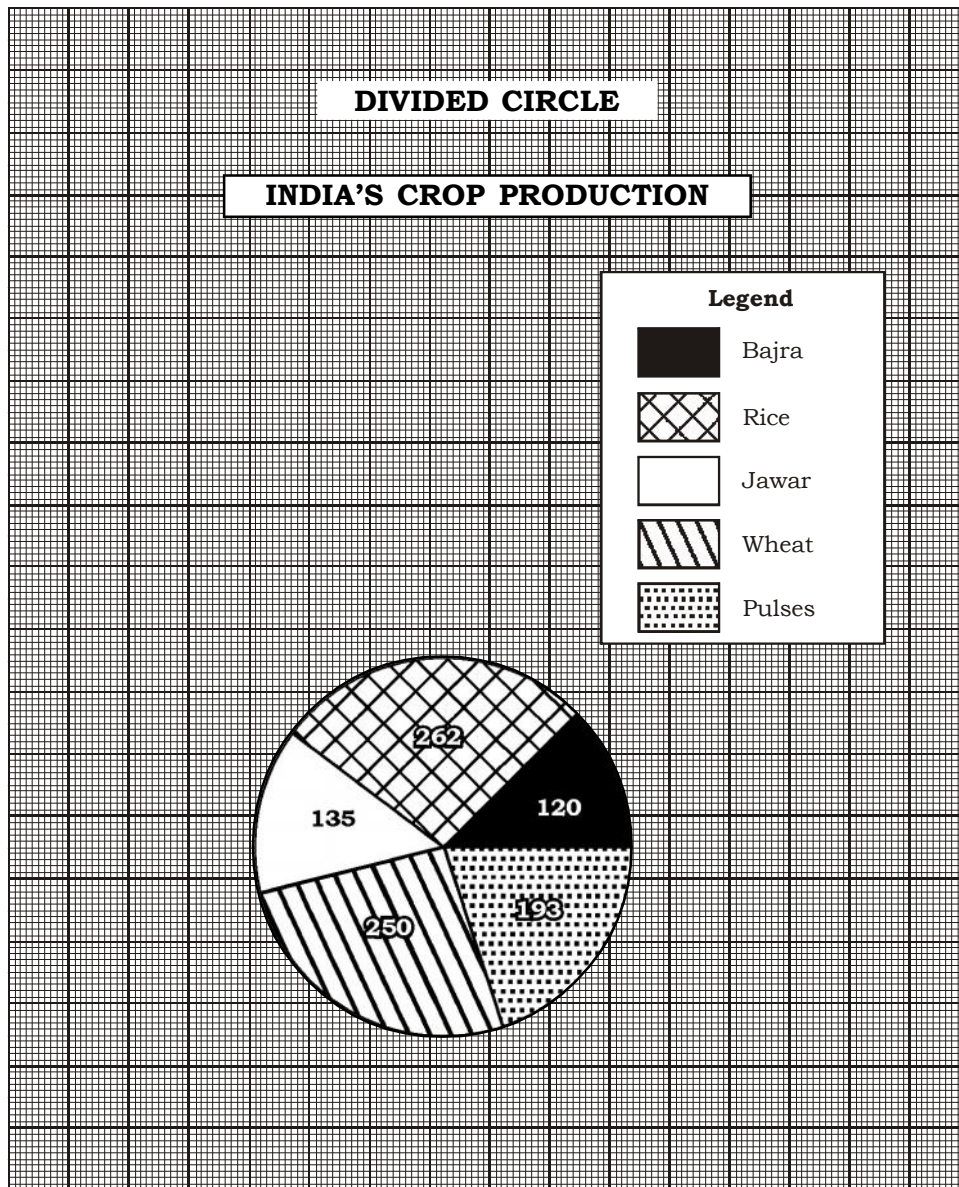 DIVIDED CIRCLE
INDIA'S CROP PRODUCTION
Legend
Bajra
Rice
Jawar
Wheat
Pulses
262
135
120
250
193